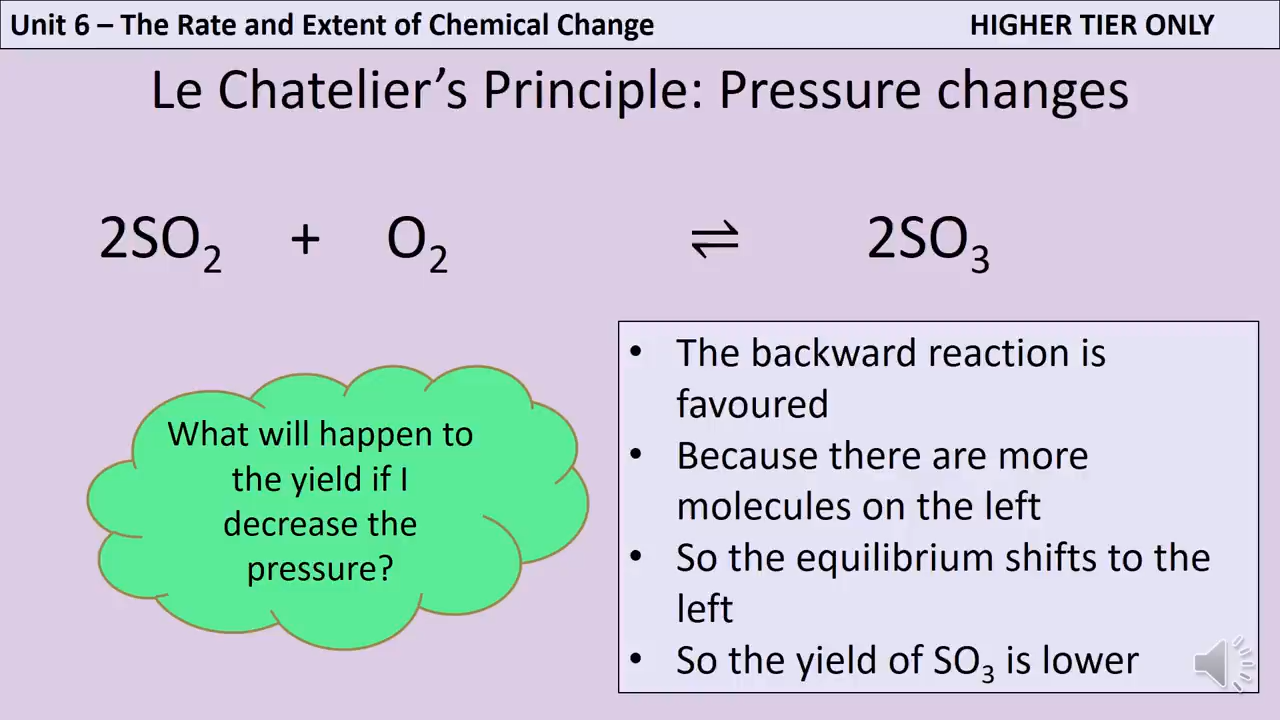 Unit 6 – The Rate and Extent of Chemical Change HIGHER TIER ONLY
Le Chatelier’s Principle: Pressure changes
2SO₂ + O₂ ⇌ 2SO₃
What will happen to
the yield if I
decrease the
pressure?
• The backward reaction is
favoured
• Because there are more
molecules on the left
• So the equilibrium shifts to the
left
• So the yield of SO₃ is lower